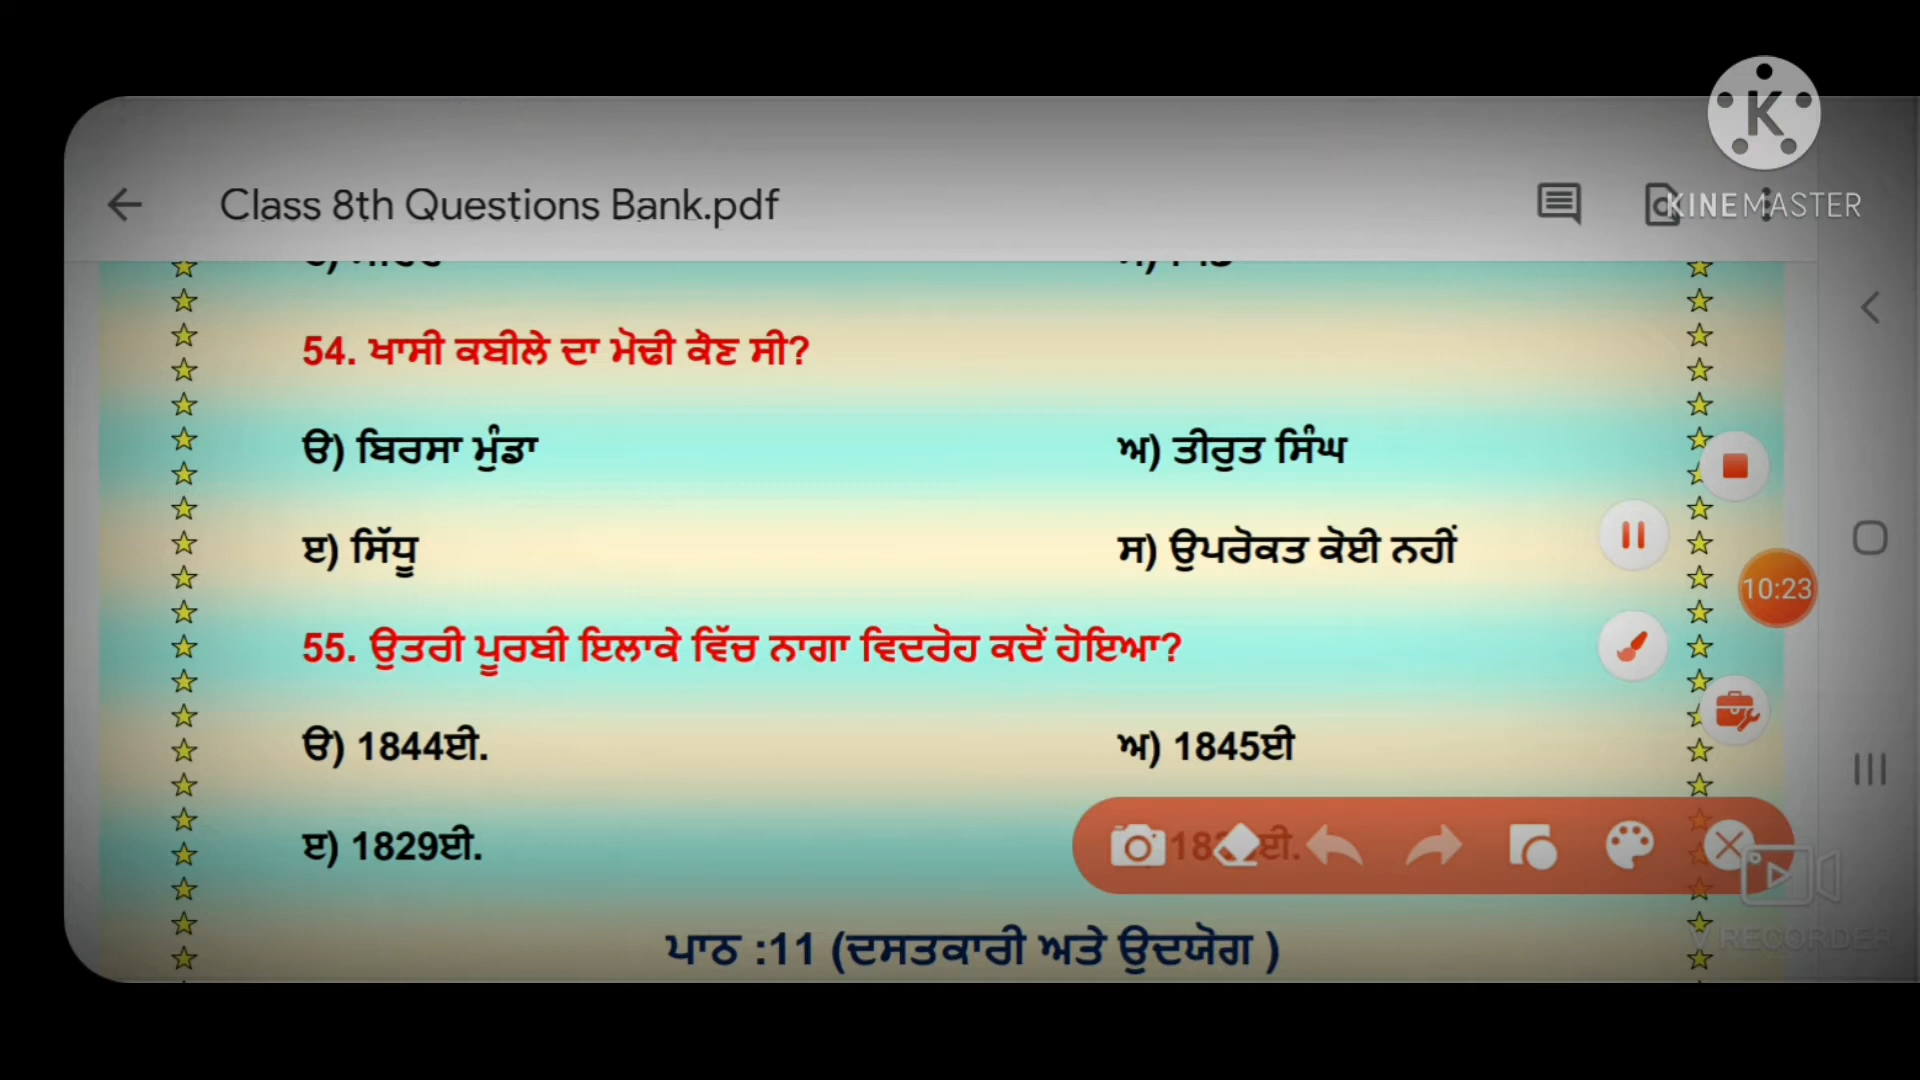 KINEMASTER
Class 8th Questions Bank.pdf
54. ਖਾਸੀ ਕਬੀਲੇ ਦਾ ਮੋਢੀ ਕੌਣ ਸੀ?
ੳ) ਬਿਰਸਾ ਮੁੰਡਾ
ਅ) ਤੀਰੁਤ ਸਿੰਘ
ੲ) ਸਿੱਧੂ
ਸ) ਉਪਰੋਕਤ ਕੋਈ ਨਹੀਂ
10:23
55. ਉਤਰੀ ਪੂਰਬੀ ਇਲਾਕੇ ਵਿੱਚ ਨਾਗਾ ਵਿਦਰੋਹ ਕਦੋਂ ਹੋਇਆ?
ੳ) 1844ਈ.
ਅ) 1845ਈ
ੲ) 1829ਈ.
ਪਾਠ :11 (ਦਸਤਕਾਰੀ ਅਤੇ ਉਦਯੋਗ )
V RECORDER